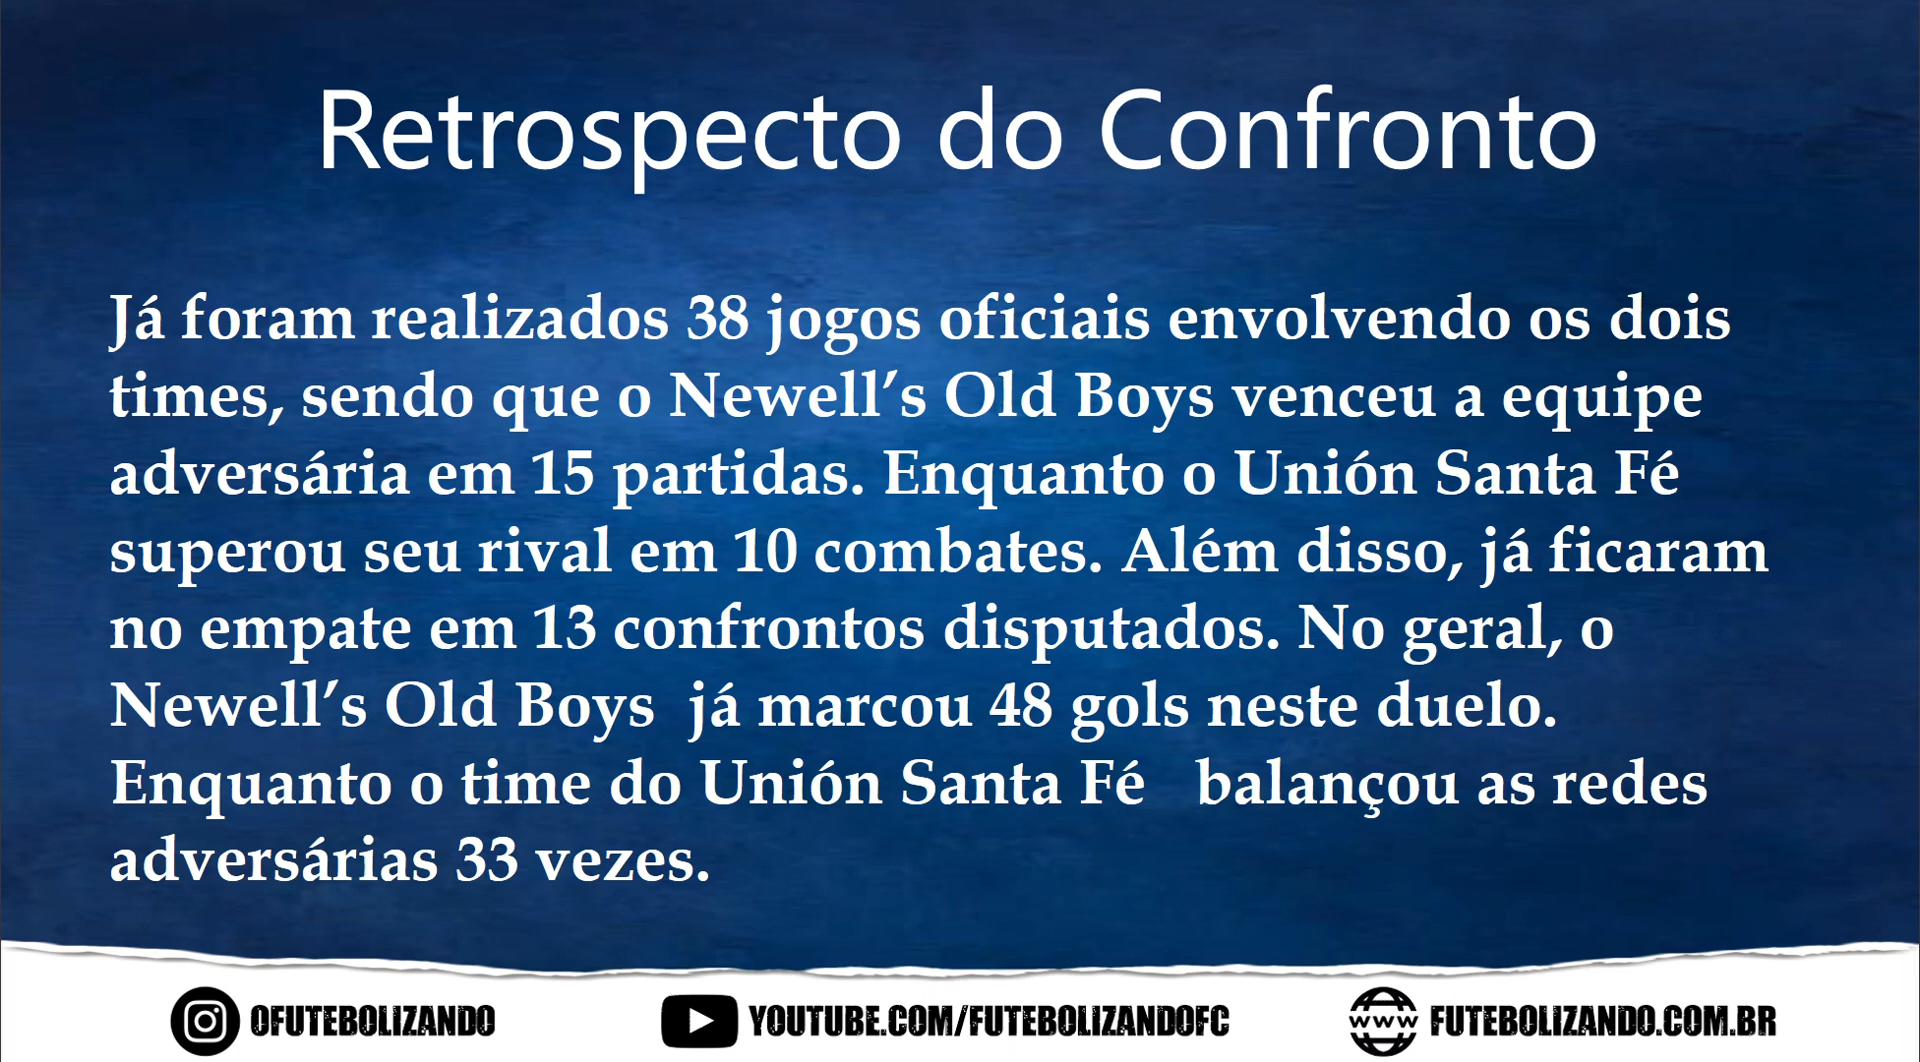 Retrospecto do Confronto
Já foram realizados 38 jogos oficiais envolvendo os dois
times, sendo que o Newell’s Old Boys venceu a equipe
adversária em 15 partidas. Enquanto o Unión Santa Fé
superou seu rival em 10 combates. Além disso, já ficaram
no empate em 13 confrontos disputados. No geral, o
Newell’s Old Boys  já marcou 48 gols neste duelo.
Enquanto o time do Unión Santa Fé   balançou as redes
adversárias 33 vezes.
OFUTEBOLIZANDO
YOUTUBE.COM/FUTEBOLIZANDOFC
WWW
FUTEBOLIZANDO.COM.BR